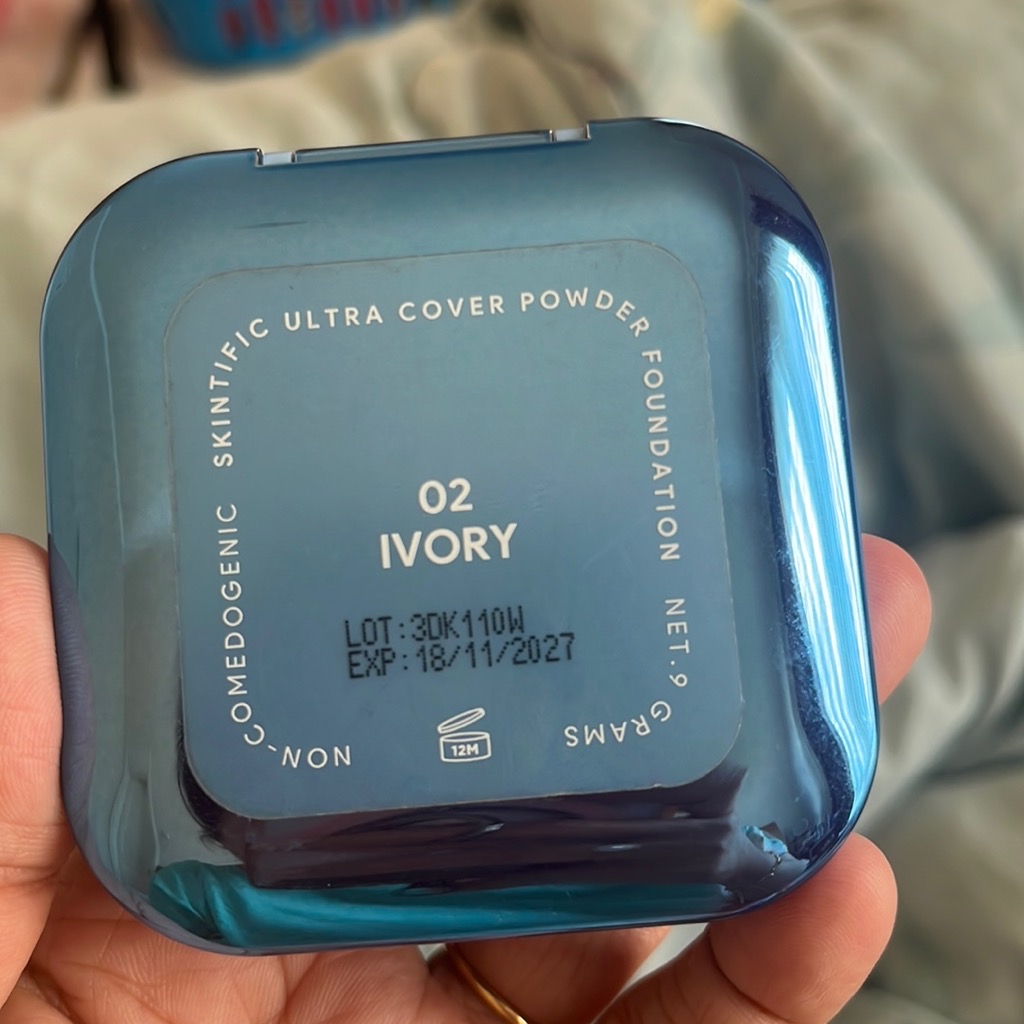 NON-COMEDOGENIC SKINTIFIC ULTRA COVER POWDER FOUNDATION NET.9 GRAMS
02
IVORY
LOT:3DK110W
EXP:18/11/2027
12M